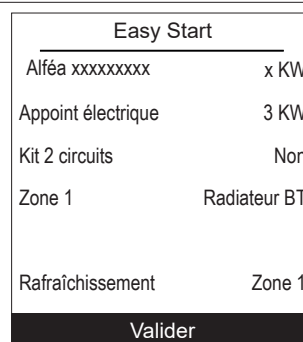 Easy Start
Alféa xxxxxxxxx x KW
Appoint électrique 3 KW
Kit 2 circuits Non
Zone 1 Radiateur BT
Rafraîchissement Zone 1
Valider